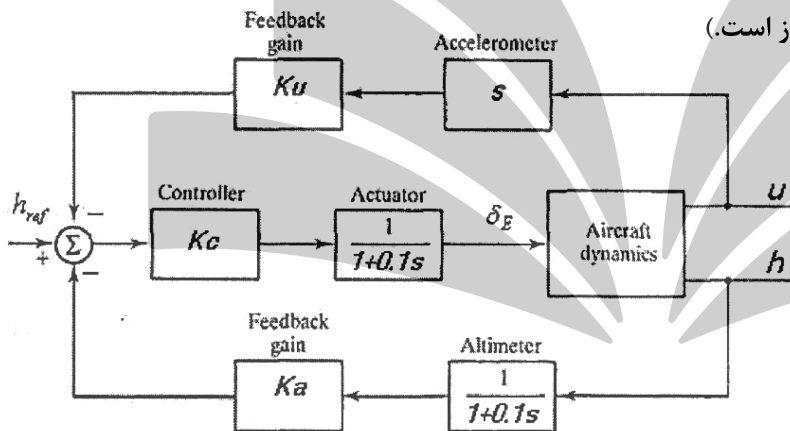 ز است.)
Feedback
gain
Accelerometer
Ku
s
h_ref
−
+
Σ
−
Controller
Actuator
Kc
1
1+0.1s
δ_E
Aircraft
dynamics
u
h
Feedback
gain
Altimeter
Ka
1
1+0.1s